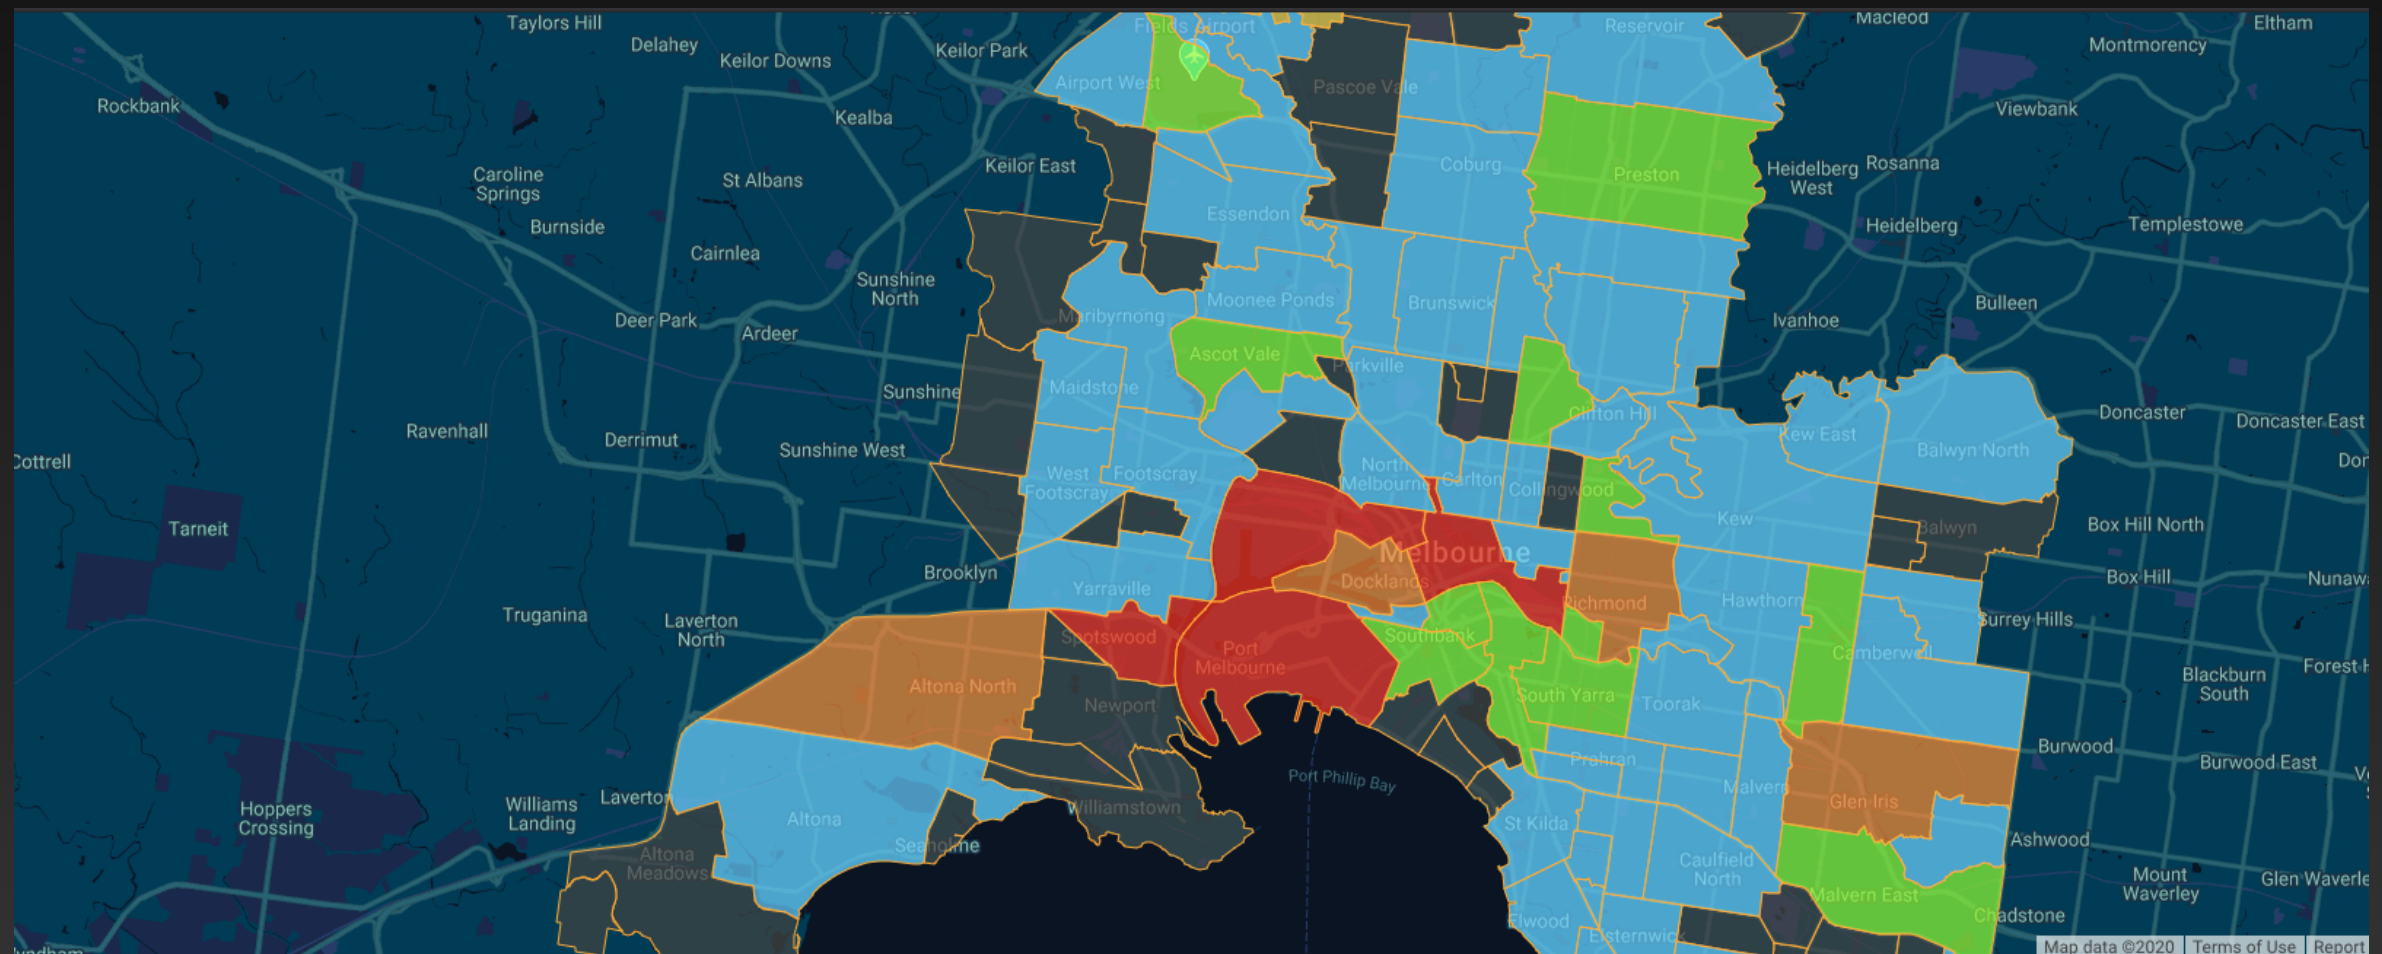 Taylors Hill
Delahey
Keilor Downs
Keilor Park
Fields Airport
Reservoir
Macleod
Montmorency
Eltham
Rockbank
Kealba
Airport West
Pascoe Vale
Viewbank
Caroline
Springs
St Albans
Keilor East
Essendon
Coburg
Preston
Heidelberg
West
Rosanna
Burnside
Cairnlea
Heidelberg
Templestowe
Sunshine
North
Deer Park
Ardeer
Maribyrnong
Moonee Ponds
Brunswick
Ivanhoe
Bulleen
Ascot Vale
Parkville
Sunshine
Maidstone
Clifton Hill
Kew East
Doncaster
Doncaster East
Ravenhall
Derrimut
Sunshine West
Balwyn North
Cottrell
West
Footscray
Footscray
North
Melbourne
Carlton
Collingwood
Kew
Balwyn
Box Hill North
Don
Tarneit
Melbourne
Brooklyn
Yarraville
Docklands
Richmond
Hawthorn
Box Hill
Nunawa
Truganina
Laverton
North
Spotswood
Port
Melbourne
Southbank
Camberwell
Surrey Hills
Blackburn
South
Forest H
Altona North
Newport
South Yarra
Toorak
Burwood
Burwood East
Prahran
Malvern
Port Phillip Bay
Hoppers
Crossing
Williams
Landing
Laverton
Altona
Williamstown
Seaholme
St Kilda
Glen Iris
Ashwood
Altona
Meadows
Caulfield
North
Malvern East
Mount
Waverley
Glen Waverle
Elwood
Elsternwick
Chadstone
Map data ©2020
Terms of Use
Report